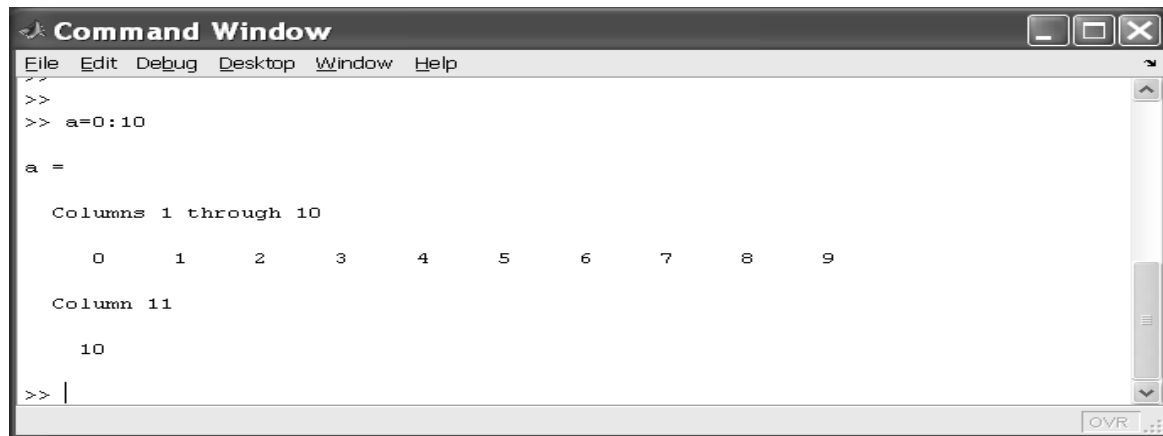 Command Window
File Edit Debug Desktop Window Help
>>
>>
>> a=0:10
a =
Columns 1 through 10
0 1 2 3 4 5 6 7 8 9
Column 11
10
>>
OVR